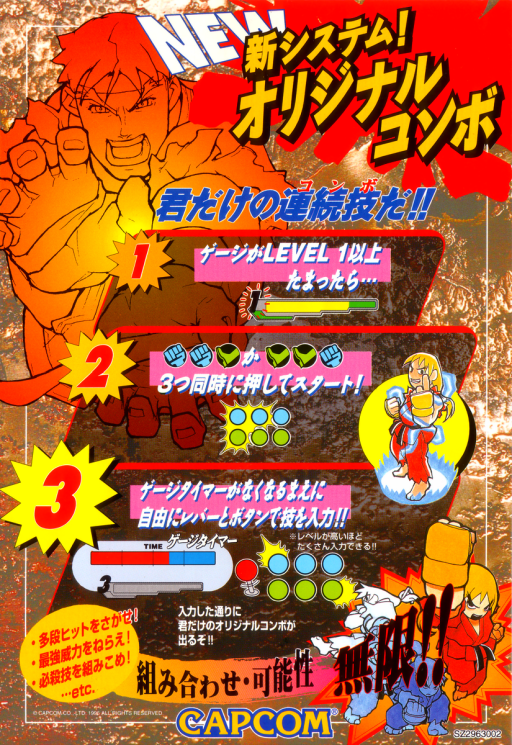 NEW
新システム!
オリジナル
コンボ
コンボ
君だけの連続技だ!!
1
ゲージがLEVEL 1以上
たまったら…
1
2
か
3つ同時に押してスタート!
3
ゲージタイマーがなくなるまえに
自由にレバーとボタンで技を入力!!
※レベルが高いほど
たくさん入力できる!!
TIME ゲージタイマー
3
・多段ヒットをさがせ!
・最強威力をねらえ!
・必殺技を組みこめ!
…etc.
入力した通りに
君だけのオリジナルコンボが
出るぞ!!
組み合わせ・可能性 無限!!
© CAPCOM CO., LTD. 1996 ALL RIGHTS RESERVED.
CAPCOM
SZ2963002